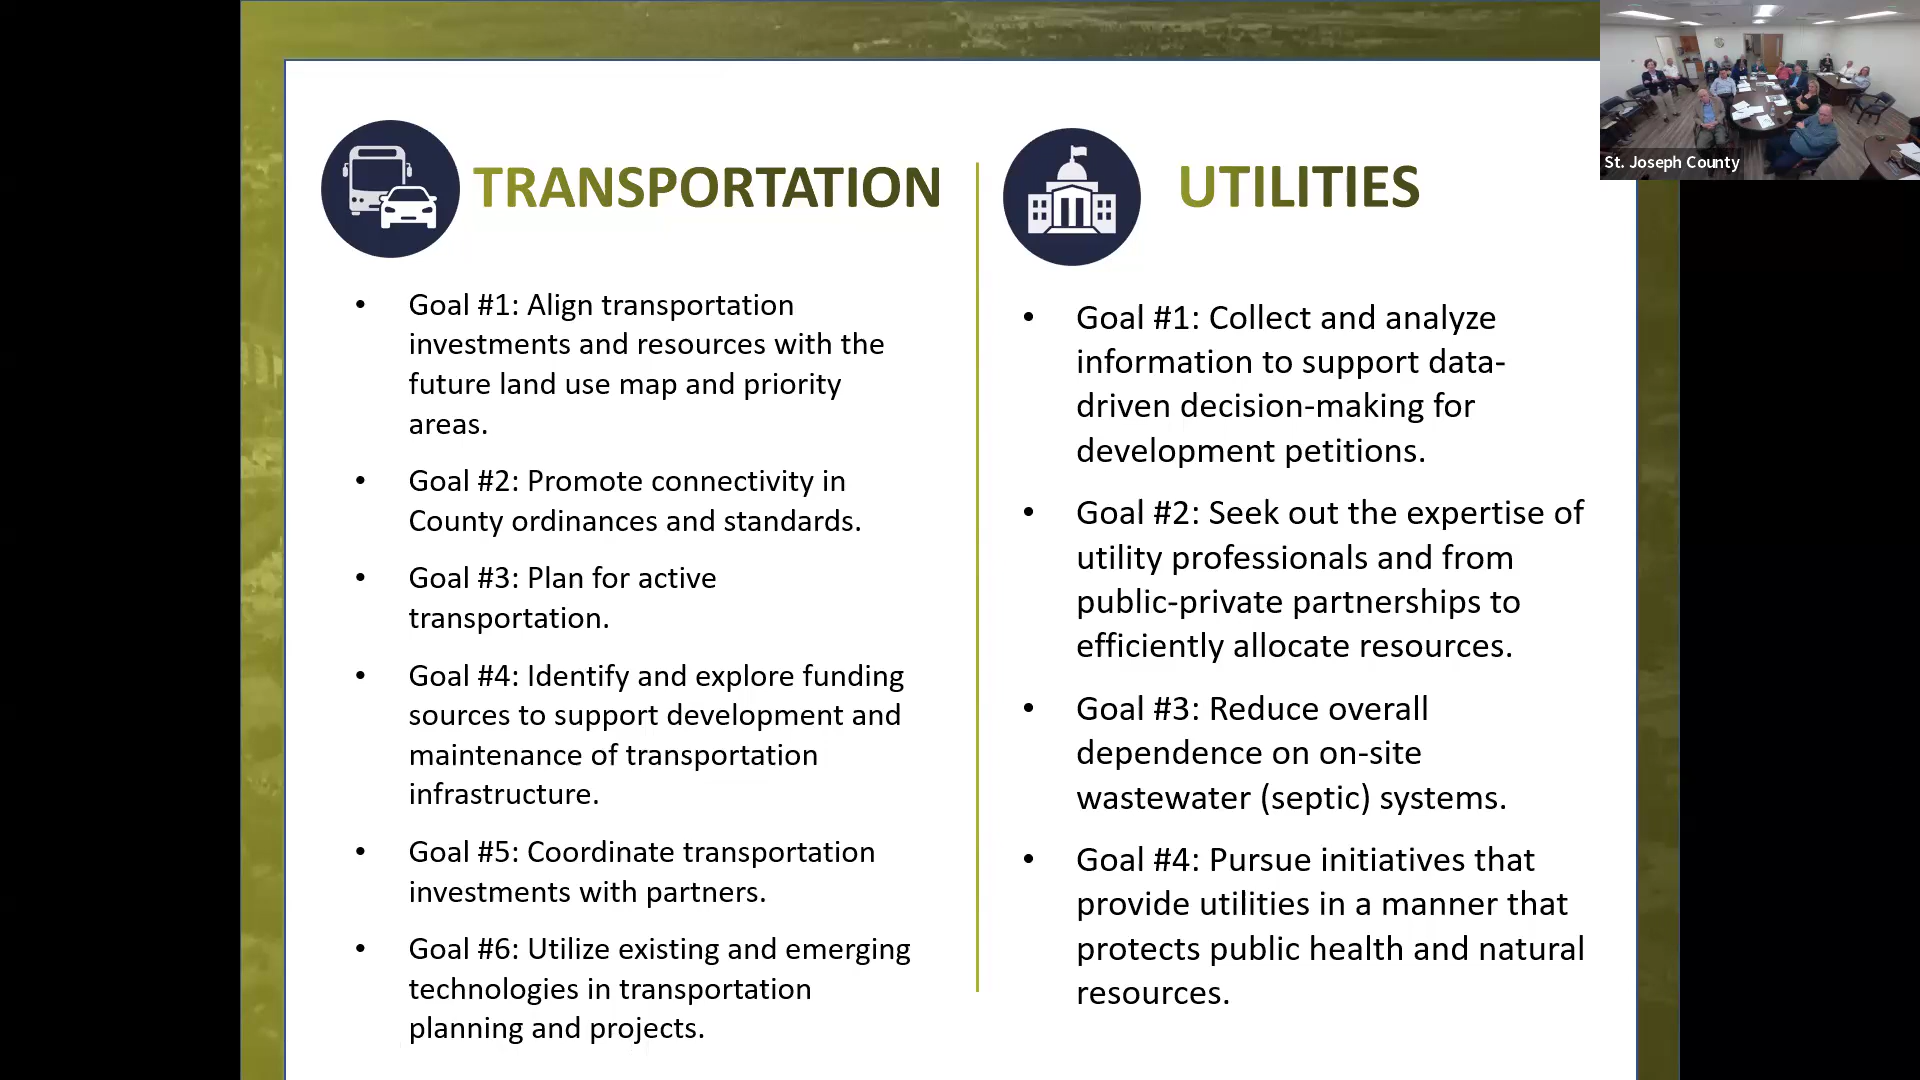 TRANSPORTATION
Goal #1: Align transportation
investments and resources with the
future land use map and priority
areas.
Goal #2: Promote connectivity in
County ordinances and standards.
Goal #3: Plan for active
transportation.
Goal #4: Identify and explore funding
sources to support development and
maintenance of transportation
infrastructure.
Goal #5: Coordinate transportation
investments with partners.
Goal #6: Utilize existing and emerging
technologies in transportation
planning and projects.
UTILITIES
Goal #1: Collect and analyze
information to support data-
driven decision-making for
development petitions.
Goal #2: Seek out the expertise of
utility professionals and from
public-private partnerships to
efficiently allocate resources.
Goal #3: Reduce overall
dependence on on-site
wastewater (septic) systems.
Goal #4: Pursue initiatives that
provide utilities in a manner that
protects public health and natural
resources.
St. Joseph County